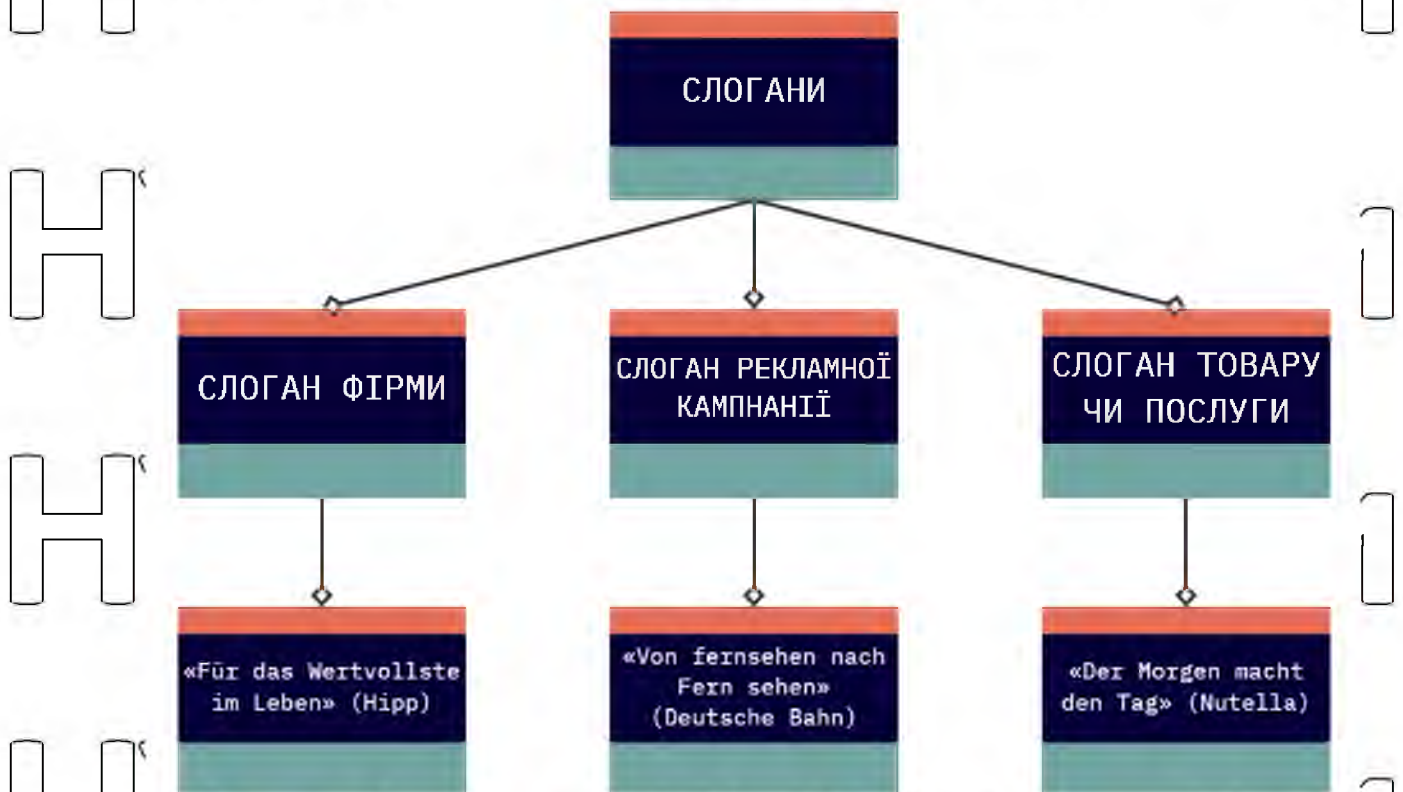 СЛОГАНИ
СЛОГАН ФІРМИ
СЛОГАН РЕКЛАМНОЇ
КАМПНАНІЇ
СЛОГАН ТОВАРУ
ЧИ ПОСЛУГИ
«Für das Wertvollste
im Leben» (Hipp)
«Von fernsehen nach
Fern sehen»
(Deutsche Bahn)
«Der Morgen macht
den Tag» (Nutella)